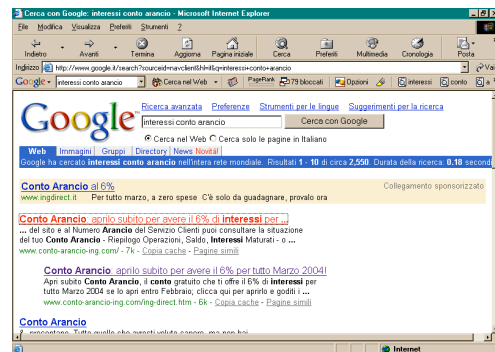 Cerca con Google: interessi conto arancio - Microsoft Internet Explorer
File Modifica Visualizza Preferiti Strumenti ?
Indietro Avanti Termina Aggiorna Pagina iniziale Cerca Preferiti Multimedia Cronologia Posta
Indirizzo http://www.google.it/search?sourceid=navclient&hl=it&q=interessi+conto+arancio Vai
Google interessi conto arancio Cerca nel Web PageRank 79 bloccati Opzioni interessi conto a
Ricerca avanzata Preferenze Strumenti per le lingue Suggerimenti per la ricerca
Google
interessi conto arancio Cerca con Google
Cerca nel Web Cerca solo le pagine in Italiano
Web Immagini Gruppi Directory News Novità!
Google ha cercato interessi conto arancio nell'intera rete mondiale. Risultati 1 - 10 di circa 2,550. Durata della ricerca: 0.18 second
Conto Arancio al 6% Collegamento sponsorizzato
www.ingdirect.it Per tutto marzo, a zero spese C'è solo da guadagnare, provalo ora
Conto Arancio: aprilo subito per avere il 6% di interessi per ...
... del sito e al Numero Arancio del Servizio Clienti puoi consultare la situazione
del tuo Conto Arancio - Riepilogo Operazioni, Saldo, Interessi Maturati - o ...
www.conto-arancio-ing.com/ - 7k - Copia cache - Pagine simili
Conto Arancio: aprilo subito per avere il 6% per tutto Marzo 2004!
Apri subito Conto Arancio, il conto gratuito che ti offre il 6% di interessi per
tutto Marzo 2004 se lo apri entro Febbraio; clicca qui per aprirlo e goditi i ...
www.conto-arancio-ing.com/ing-direct.htm - 6k - Copia cache - Pagine simili
Conto Arancio
Internet